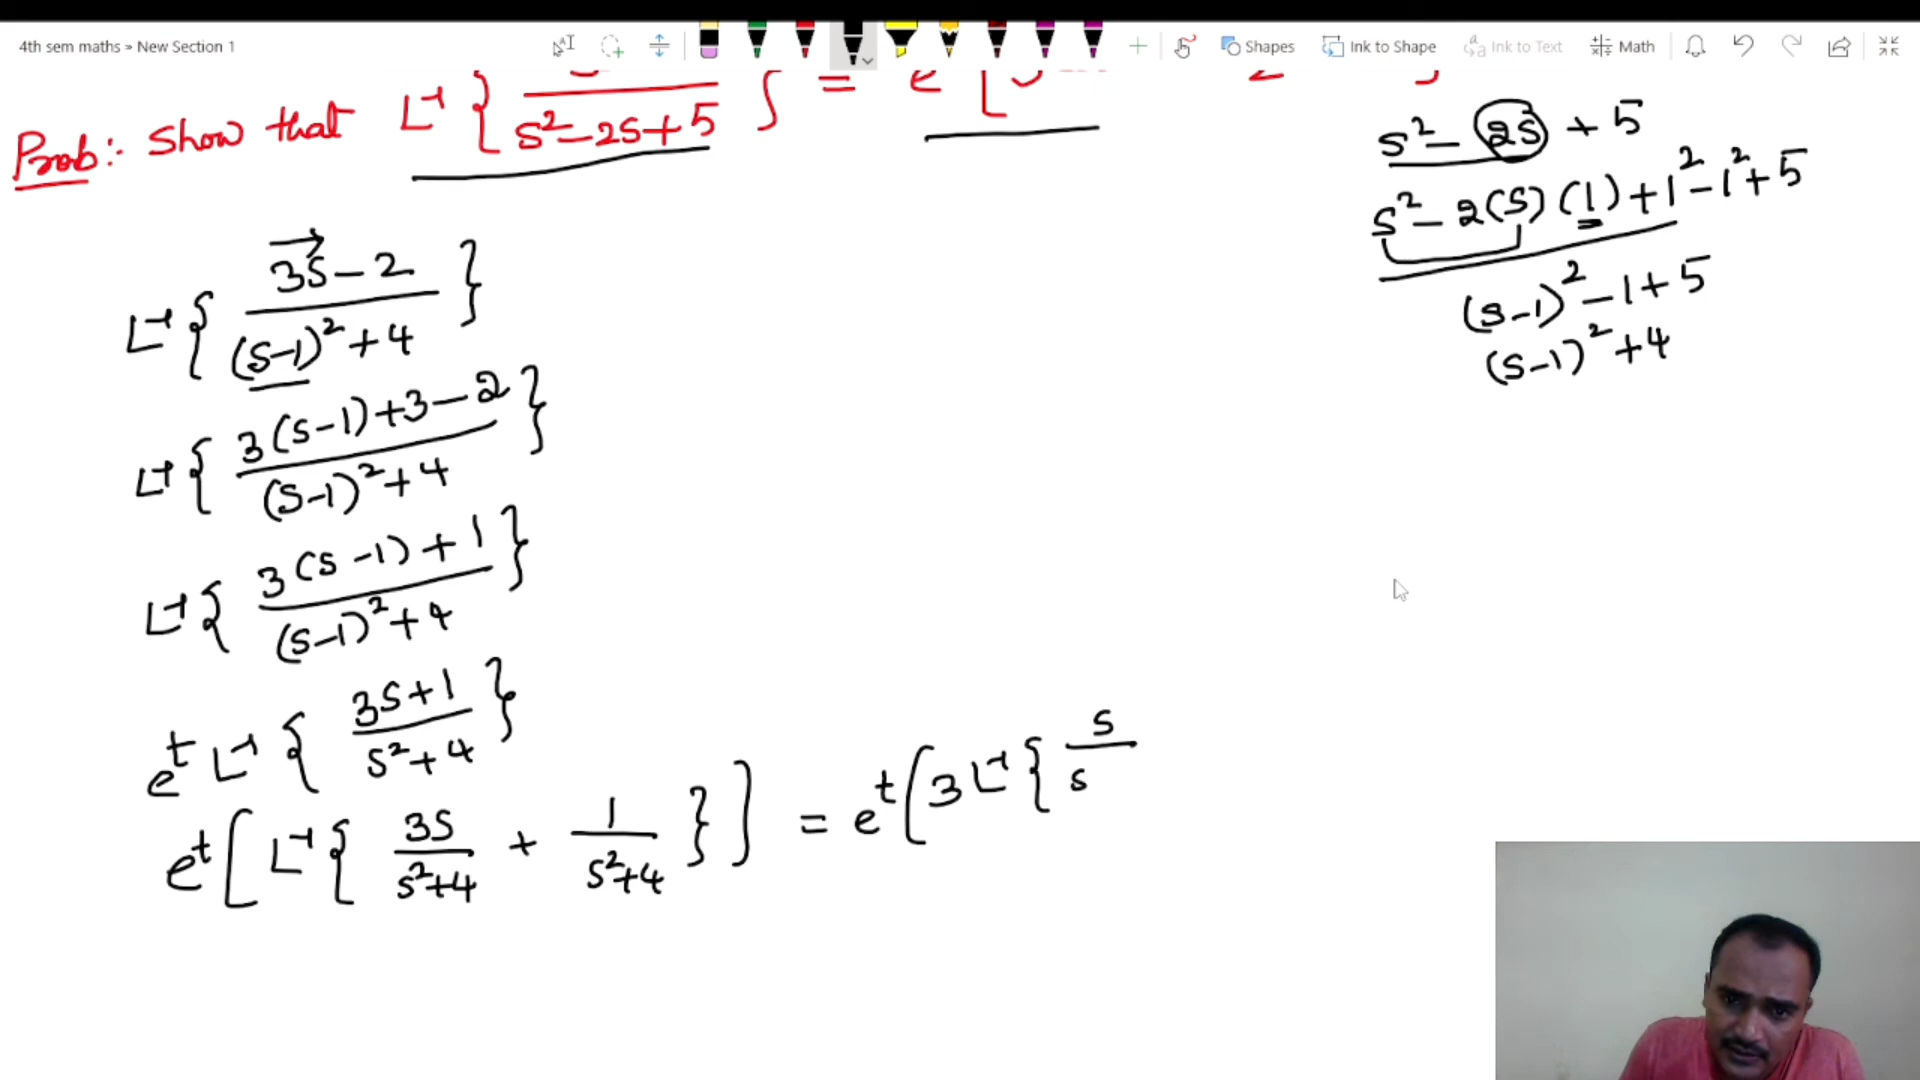 4th sem maths » New Section 1
Shapes
Ink to Shape
Ink to Text
Math
Prob:- Show that L⁻¹ { / s² - 2s + 5 } = e [
s² - 2s + 5
s² - 2(s)(1) + 1² - 1² + 5
(s-1)² - 1 + 5
(s-1)² + 4
L⁻¹ { 3s - 2 / (s-1)² + 4 }
L⁻¹ { 3(s-1) + 3 - 2 / (s-1)² + 4 }
L⁻¹ { 3(s-1) + 1 / (s-1)² + 4 }
eᵗ L⁻¹ { 3s + 1 / s² + 4 }
eᵗ [ L⁻¹ { 3s / s² + 4 + 1 / s² + 4 } ] = eᵗ ( 3 L⁻¹ { s / s